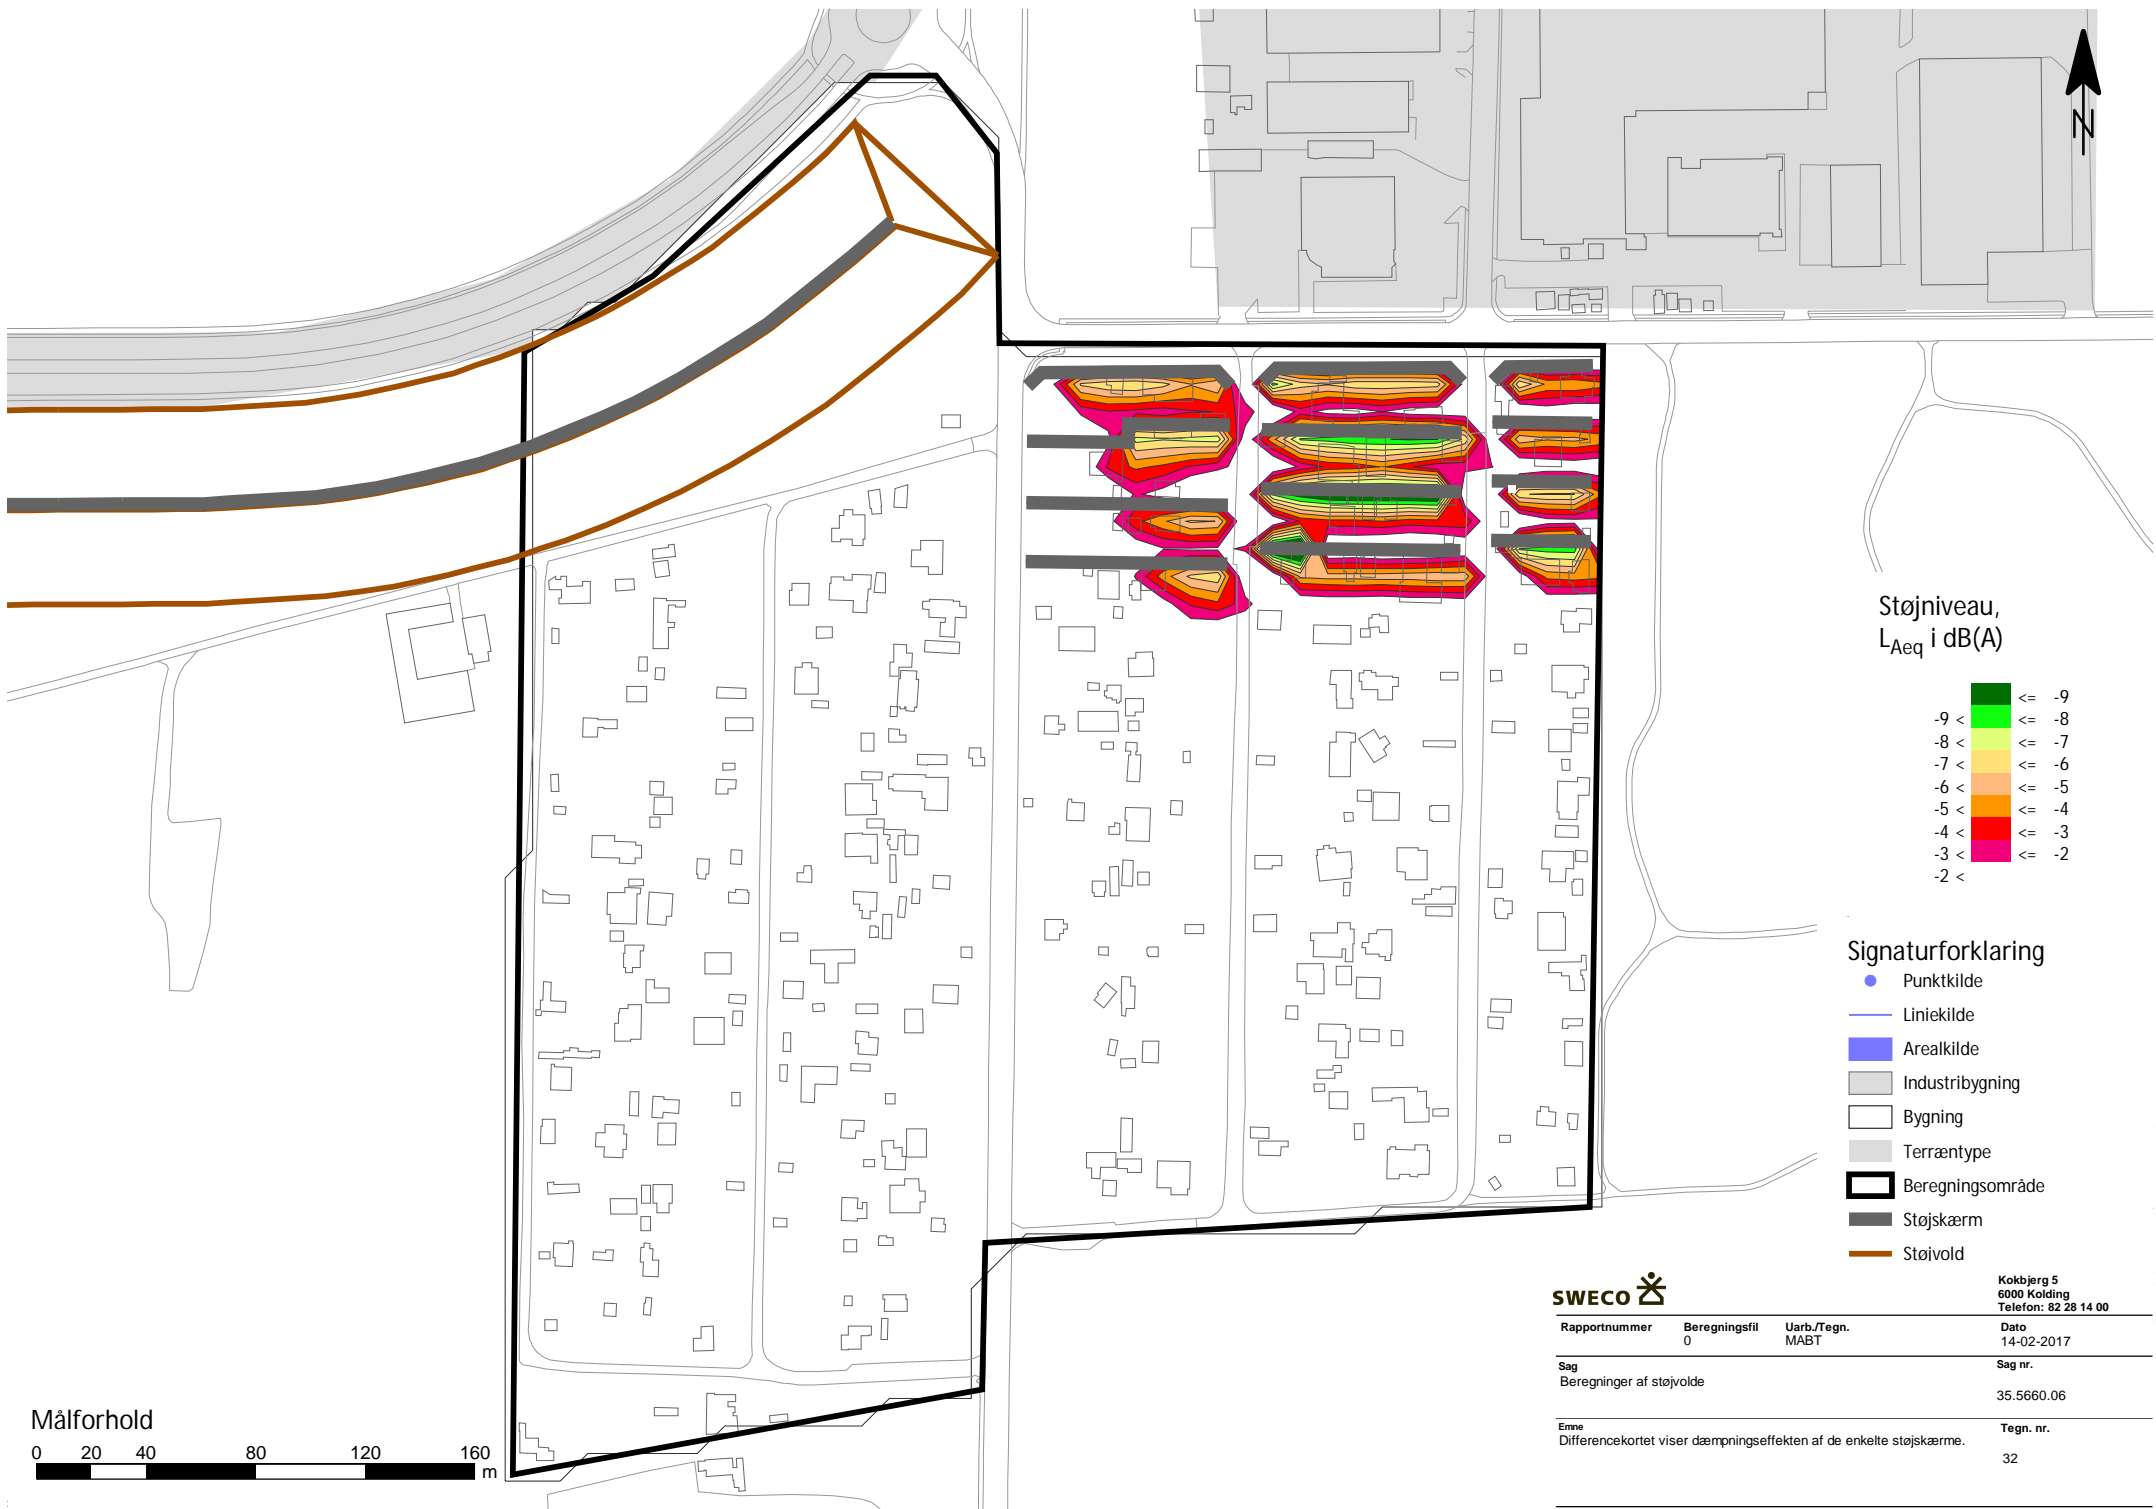 N
Støjniveau,
LAeq i dB(A)
<= -9
-9 < <= -8
-8 < <= -7
-7 < <= -6
-6 < <= -5
-5 < <= -4
-4 < <= -3
-3 < <= -2
-2 <
Signaturforklaring
Punktkilde
Liniekilde
Arealkilde
Industribygning
Bygning
Terræntype
Beregningsområde
Støjskærm
Støjvold
SWECO
Kokbjerg 5
6000 Kolding
Telefon: 82 28 14 00
Rapportnummer Beregningsfil Uarb./Tegn. Dato
0 MABT 14-02-2017
Sag Sag nr.
Beregninger af støjvolde
35.5660.06
Emne Tegn. nr.
Differencekortet viser dæmpningseffekten af de enkelte støjskærme.
32
Målforhold
0 20 40 80 120 160
m